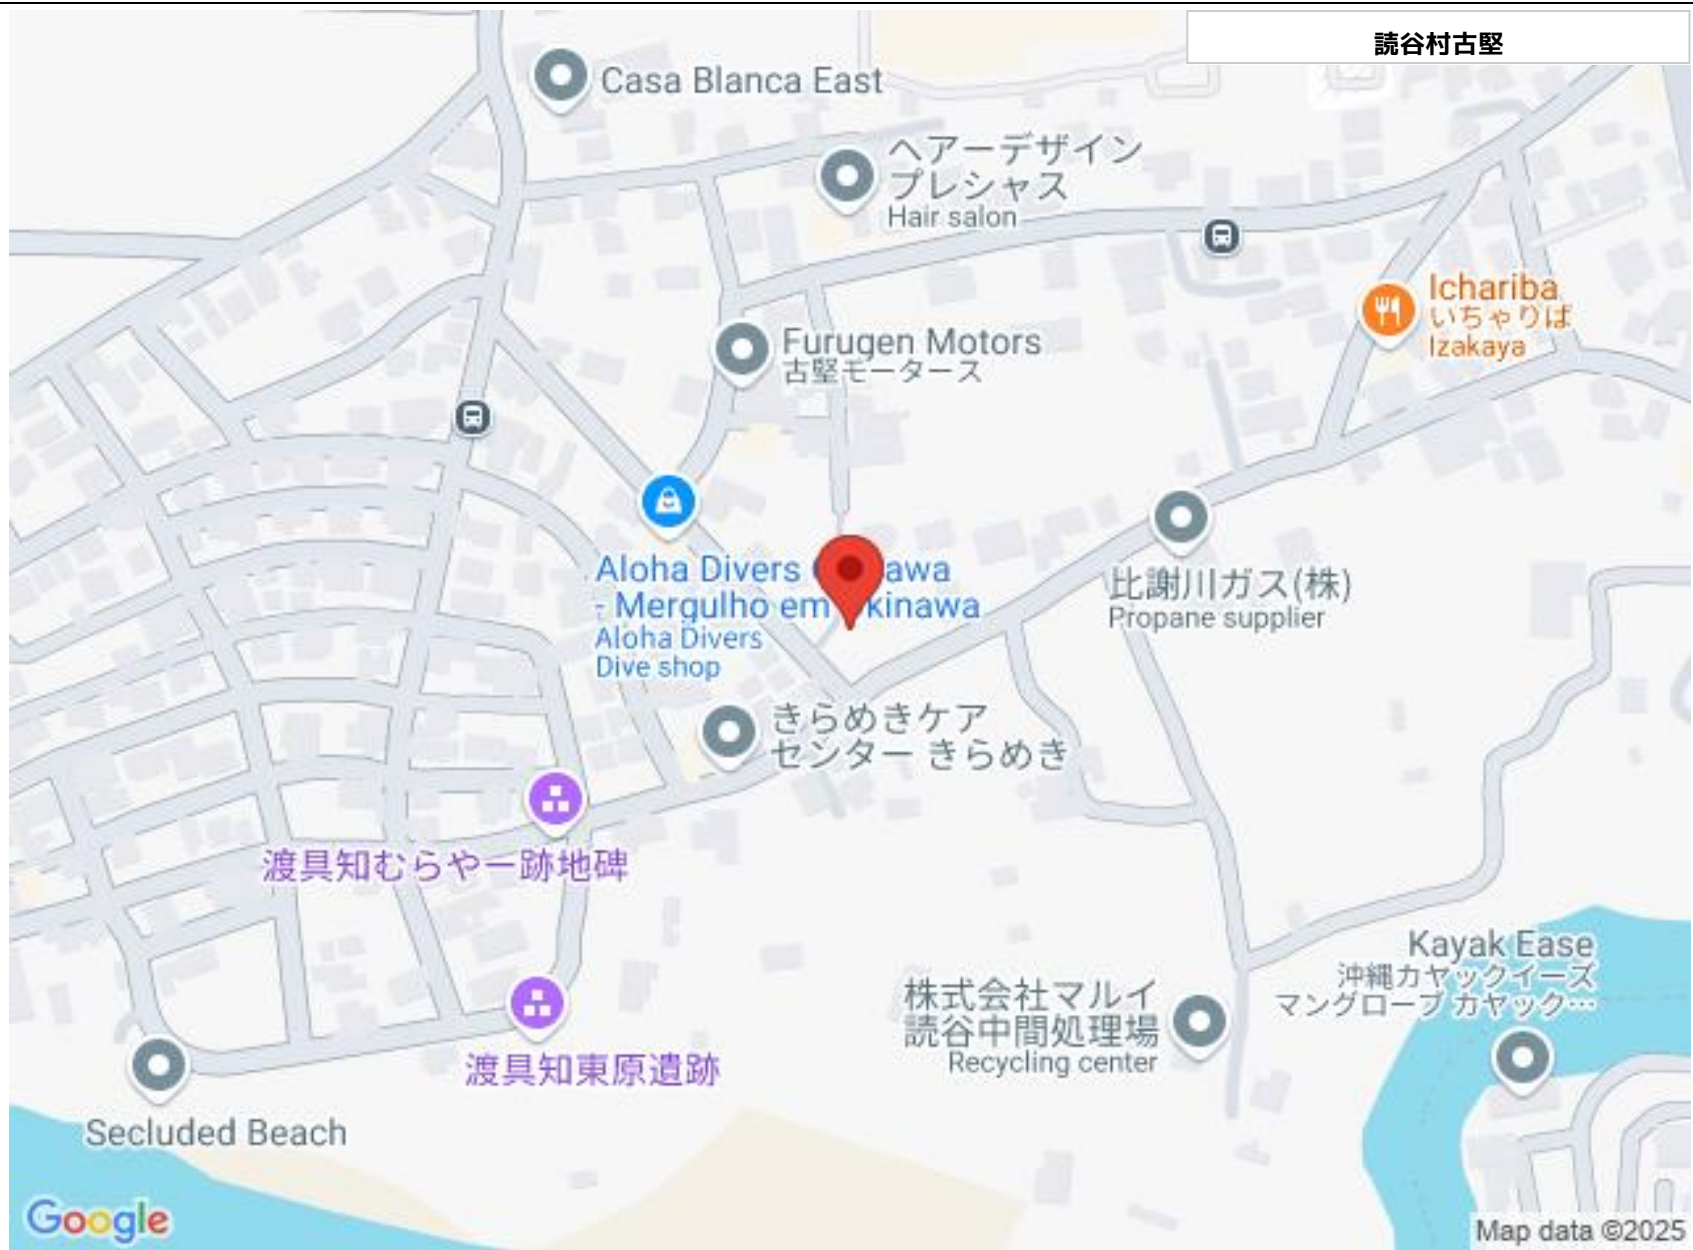 読谷村古堅
Casa Blanca East
ヘアーデザイン
プレシャス
Hair salon
Ichariba
いちゃりば
Izakaya
Furugen Motors
古堅モータース
Aloha Divers awa
- Mergulho em kinawa
Aloha Divers
Dive shop
比謝川ガス(株)
Propane supplier
きらめきケア
センター きらめき
渡具知むらやー跡地碑
Kayak Ease
沖縄カヤックイーズ
マングローブ カヤック…
株式会社マルイ
読谷中間処理場
Recycling center
渡具知東原遺跡
Secluded Beach
Google
Map data ©2025